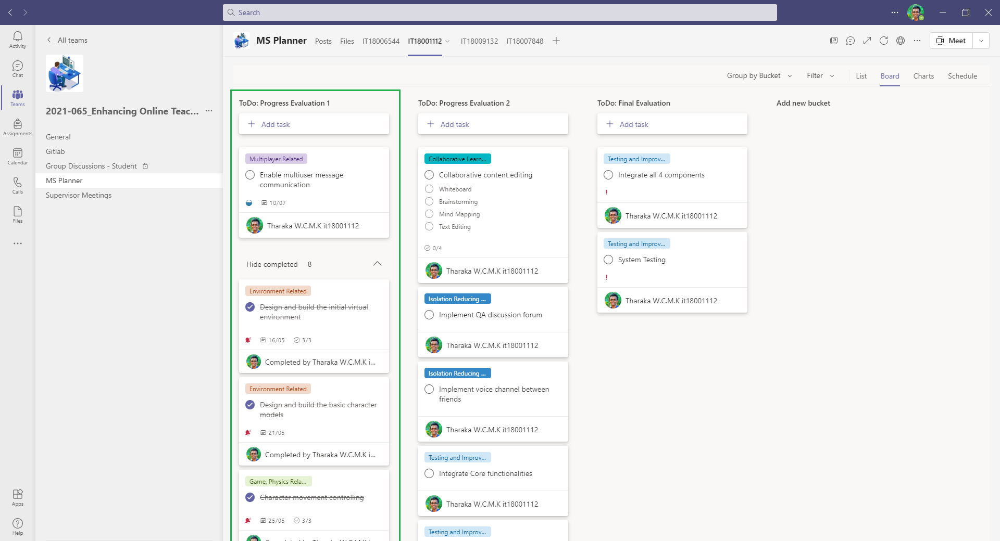 Search
Activity
Chat
Teams
Assignments
Calendar
Calls
Files
Apps
Help
All teams
2021-065_Enhancing Online Teac...
General
Gitlab
Group Discussions - Student
MS Planner
Supervisor Meetings
MS Planner Posts Files IT18006544 IT18001112 IT18009132 IT18007848
Meet
Group by Bucket Filter List Board Charts Schedule
ToDo: Progress Evaluation 1
Add task
Multiplayer Related
Enable multiuser message
communication
10/07
Tharaka W.C.M.K it18001112
Hide completed 8
Environment Related
Design and build the initial virtual
environment
16/05 3/3
Completed by Tharaka W.C.M.K i...
Environment Related
Design and build the basic character
models
21/05
Completed by Tharaka W.C.M.K i...
Game, Physics Rela...
Character movement controlling
25/05 3/3
ToDo: Progress Evaluation 2
Add task
Collaborative Learn...
Collaborative content editing
Whiteboard
Brainstorming
Mind Mapping
Text Editing
0/4
Tharaka W.C.M.K it18001112
Isolation Reducing ...
Implement QA discussion forum
Tharaka W.C.M.K it18001112
Isolation Reducing ...
Implement voice channel between
friends
Tharaka W.C.M.K it18001112
Testing and Improv...
Integrate Core functionalities
Tharaka W.C.M.K it18001112
Testing and Improv...
ToDo: Final Evaluation
Add task
Testing and Improv...
Integrate all 4 components
!
Tharaka W.C.M.K it18001112
Testing and Improv...
System Testing
!
Tharaka W.C.M.K it18001112
Add new bucket